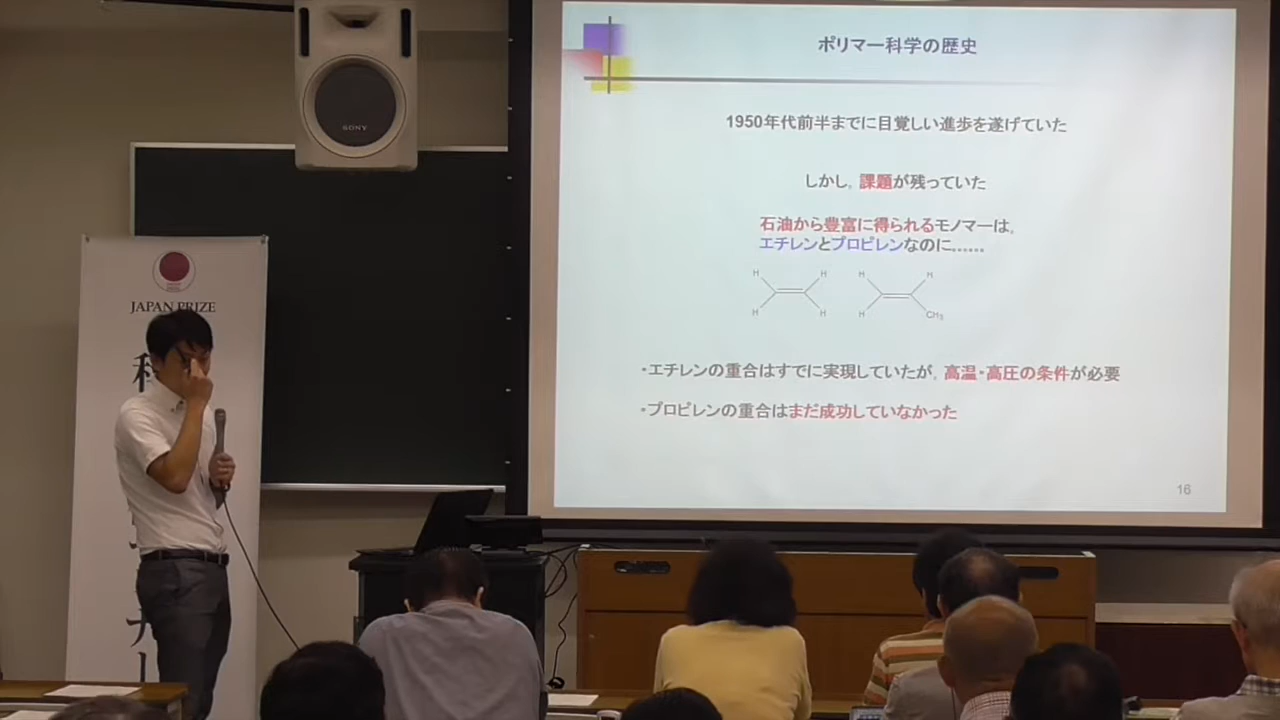 SONY
JAPAN PRIZE
ポリマー科学の歴史
1950年代前半までに目覚しい進歩を遂げていた
しかし，課題が残っていた
石油から豊富に得られるモノマーは，
エチレンとプロピレンなのに……
H H H H
H H H CH3
・エチレンの重合はすでに実現していたが，高温・高圧の条件が必要
・プロピレンの重合はまだ成功していなかった
16